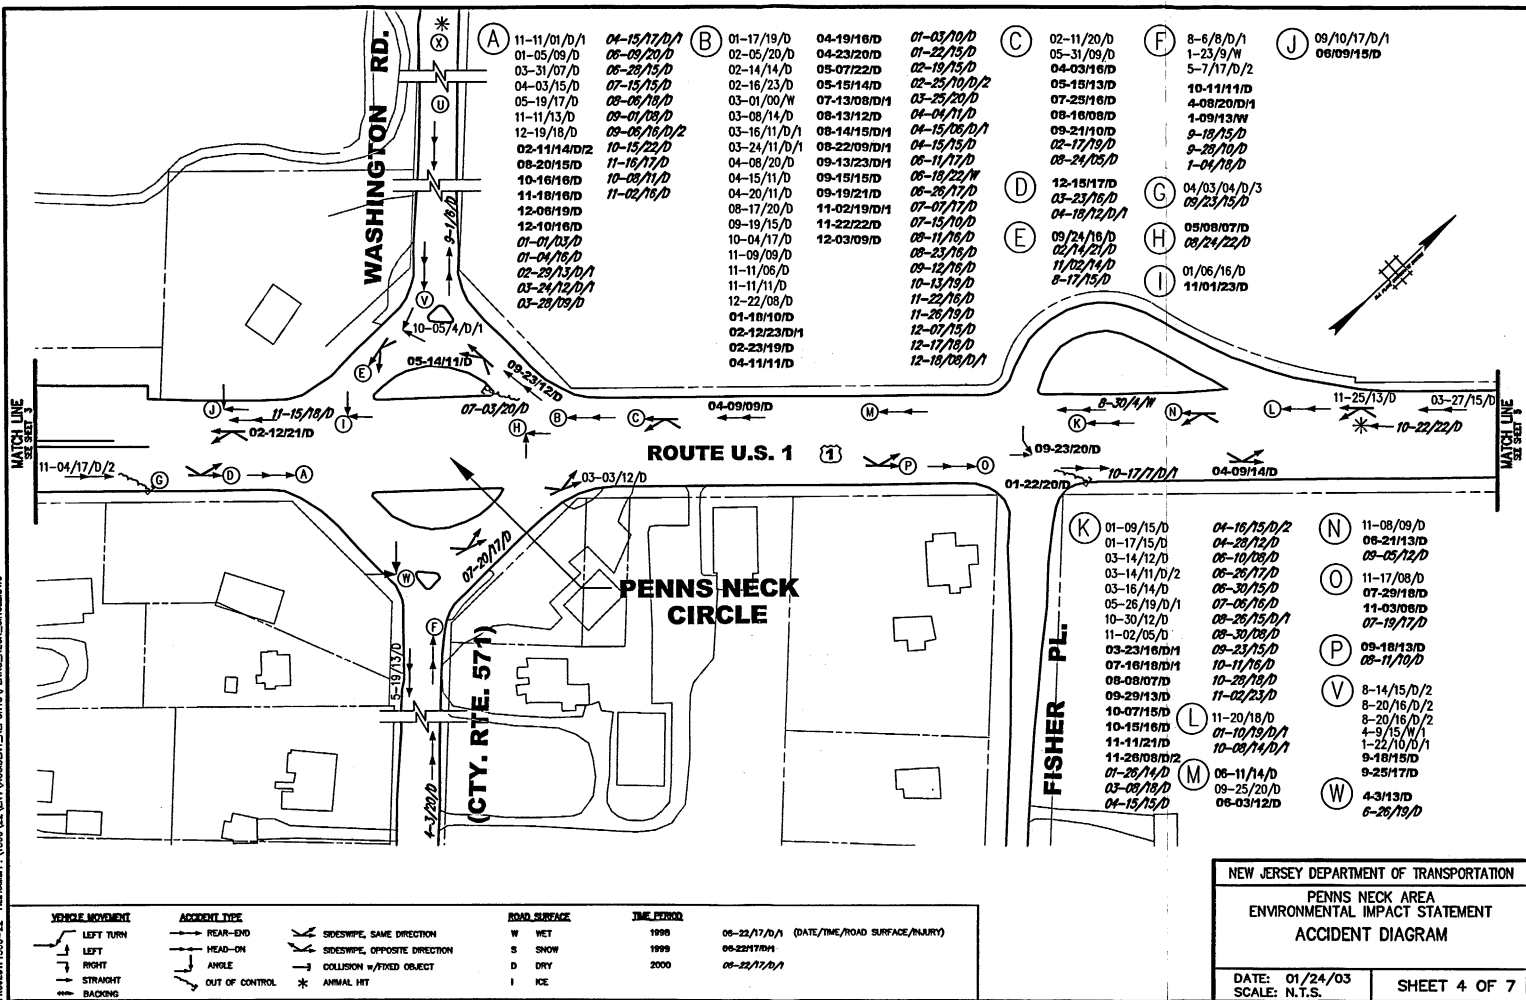 WASHINGTON RD.
X
U
9-1/8/D
V
10-05/4/D/1
05-14/11/D
09-23/12/D
07-03/20/D
E
A
11-11/01/D/1
01-05/09/D
03-31/07/D
04-03/15/D
05-19/17/D
11-11/13/D
12-19/18/D
02-11/14/D/2
08-20/15/D
10-16/16/D
11-18/16/D
12-06/19/D
12-10/16/D
01-01/03/D
01-04/16/D
02-29/13/D/1
03-24/12/D/1
03-28/09/D
04-15/17/D/1
06-09/20/D
06-28/15/D
07-15/15/D
08-06/18/D
09-01/08/D
09-06/16/D/2
10-15/22/D
11-16/17/D
10-08/11/D
11-02/16/D
B
01-17/19/D
02-05/20/D
02-14/14/D
02-16/23/D
03-01/00/W
03-08/14/D
03-16/11/D/1
03-24/11/D/1
04-08/20/D
04-15/11/D
04-20/11/D
08-17/20/D
09-19/15/D
10-04/17/D
11-09/09/D
11-11/06/D
11-11/11/D
12-22/08/D
01-18/10/D
02-12/23/D/1
02-23/19/D
04-11/11/D
04-19/16/D
04-23/20/D
05-07/22/D
05-15/14/D
07-13/08/D/1
08-13/12/D
08-14/15/D/1
08-22/09/D/1
09-13/23/D/1
09-15/15/D
09-19/21/D
11-02/19/D/1
11-22/22/D
12-03/09/D
01-03/10/D
01-22/15/D
02-19/15/D
02-25/10/D/2
03-25/20/D
04-04/11/D
04-15/06/D/1
04-15/15/D
06-11/17/D
06-18/22/W
06-26/17/D
07-07/17/D
07-15/10/D
08-11/16/D
08-23/16/D
09-12/16/D
10-13/19/D
11-22/16/D
11-26/19/D
12-07/15/D
12-17/18/D
12-18/08/D/1
C
02-11/20/D
05-31/09/D
04-03/16/D
05-15/13/D
07-25/16/D
08-16/08/D
09-21/10/D
02-17/19/D
08-24/05/D
D
12-15/17/D
03-23/16/D
04-18/12/D/1
E
09/24/16/D
02/14/21/D
11/02/14/D
8-17/15/D
F
8-6/8/D/1
1-23/9/W
5-7/17/D/2
10-11/11/D
4-08/20/D/1
1-09/13/W
9-18/15/D
9-28/10/D
1-04/18/D
G
04/03/04/D/3
09/23/15/D
H
05/08/07/D
08/24/22/D
I
01/06/16/D
11/01/23/D
J
09/10/17/D/1
06/09/15/D
MATCH LINE
SEE SHEET 3
J
11-15/18/D
02-12/21/D
I
H
B
C
04-09/09/D
M
8-30/4/W
K
N
L
11-25/13/D
03-27/15/D
10-22/22/D
MATCH LINE
SEE SHEET 5
ROUTE U.S. 1
1
09-23/20/D
11-04/17/D/2
G
D
A
03-03/12/D
P
O
01-22/20/D
10-17/7/D/1
04-09/14/D
07-20/17/D
W
F
5-19/13/D
4-3/20/D
(CTY. RTE. 571)
PENNS NECK
CIRCLE
FISHER PL.
K
01-09/15/D
01-17/15/D
03-14/12/D
03-14/11/D/2
03-16/14/D
05-26/19/D/1
10-30/12/D
11-02/05/D
03-23/16/D/1
07-16/18/D/1
08-08/07/D
09-29/13/D
10-07/15/D
10-15/16/D
11-11/21/D
11-26/08/D/2
01-26/14/D
03-08/18/D
04-15/15/D
04-16/15/D/2
04-28/12/D
06-10/08/D
06-26/17/D
06-30/15/D
07-06/16/D
08-26/15/D/1
08-30/08/D
09-23/15/D
10-11/16/D
10-28/18/D
11-02/23/D
L
11-20/18/D
01-10/19/D/1
10-08/14/D/1
M
06-11/14/D
09-25/20/D
06-03/12/D
N
11-08/09/D
06-21/13/D
09-05/12/D
O
11-17/08/D
07-29/18/D
11-03/06/D
07-19/17/D
P
09-18/13/D
08-11/10/D
V
8-14/15/D/2
8-20/16/D/2
8-20/16/D/2
4-9/15/W/1
1-22/10/D/1
9-18/15/D
9-25/17/D
W
4-3/13/D
6-26/19/D
VEHICLE MOVEMENT
LEFT TURN
LEFT
RIGHT
STRAIGHT
BACKING
ACCIDENT TYPE
REAR-END
HEAD-ON
ANGLE
OUT OF CONTROL
SIDESWIPE, SAME DIRECTION
SIDESWIPE, OPPOSITE DIRECTION
COLLISION w/FIXED OBJECT
ANIMAL HIT
ROAD SURFACE
W WET
S SNOW
D DRY
I ICE
TIME PERIOD
1998 06-22/17/D/1 (DATE/TIME/ROAD SURFACE/INJURY)
1999 06-22/17/D/1
2000 06-22/17/D/1
NEW JERSEY DEPARTMENT OF TRANSPORTATION
PENNS NECK AREA
ENVIRONMENTAL IMPACT STATEMENT
ACCIDENT DIAGRAM
DATE: 01/24/03
SCALE: N.T.S.
SHEET 4 OF 7